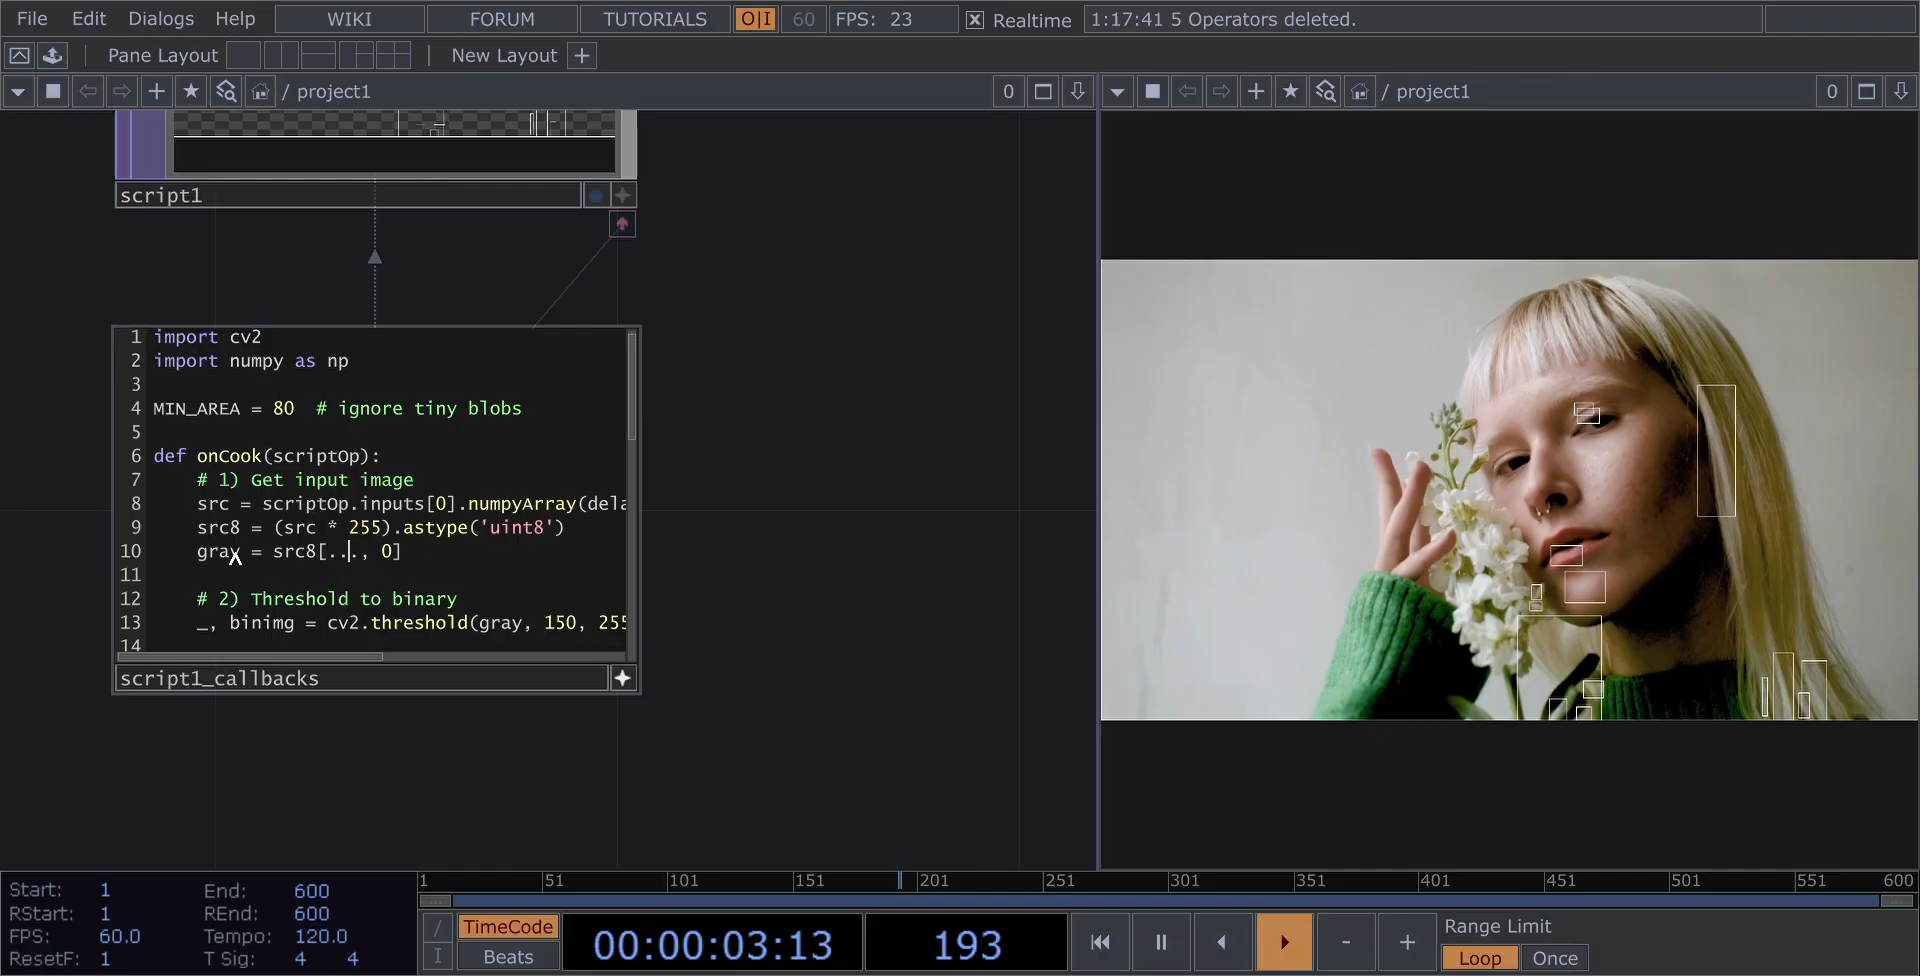 File Edit Dialogs Help WIKI FORUM TUTORIALS O|I 60 FPS: 23 X Realtime 1:17:41 5 Operators deleted.
Pane Layout New Layout +
+ / project1 0
+ / project1 0
script1
1 import cv2
2 import numpy as np
3
4 MIN_AREA = 80 # ignore tiny blobs
5
6 def onCook(scriptOp):
7 # 1) Get input image
8 src = scriptOp.inputs[0].numpyArray(dela
9 src8 = (src * 255).astype('uint8')
10 gray = src8[..., 0]
11
12 # 2) Threshold to binary
13 _, binimg = cv2.threshold(gray, 150, 255
14
script1_callbacks
Start: 1 End: 600
RStart: 1 REnd: 600
FPS: 60.0 Tempo: 120.0
ResetF: 1 T Sig: 4 4
1 51 101 151 201 251 301 351 401 451 501 551 600
/ TimeCode 00:00:03:13 193 - + Range Limit
I Beats Loop Once